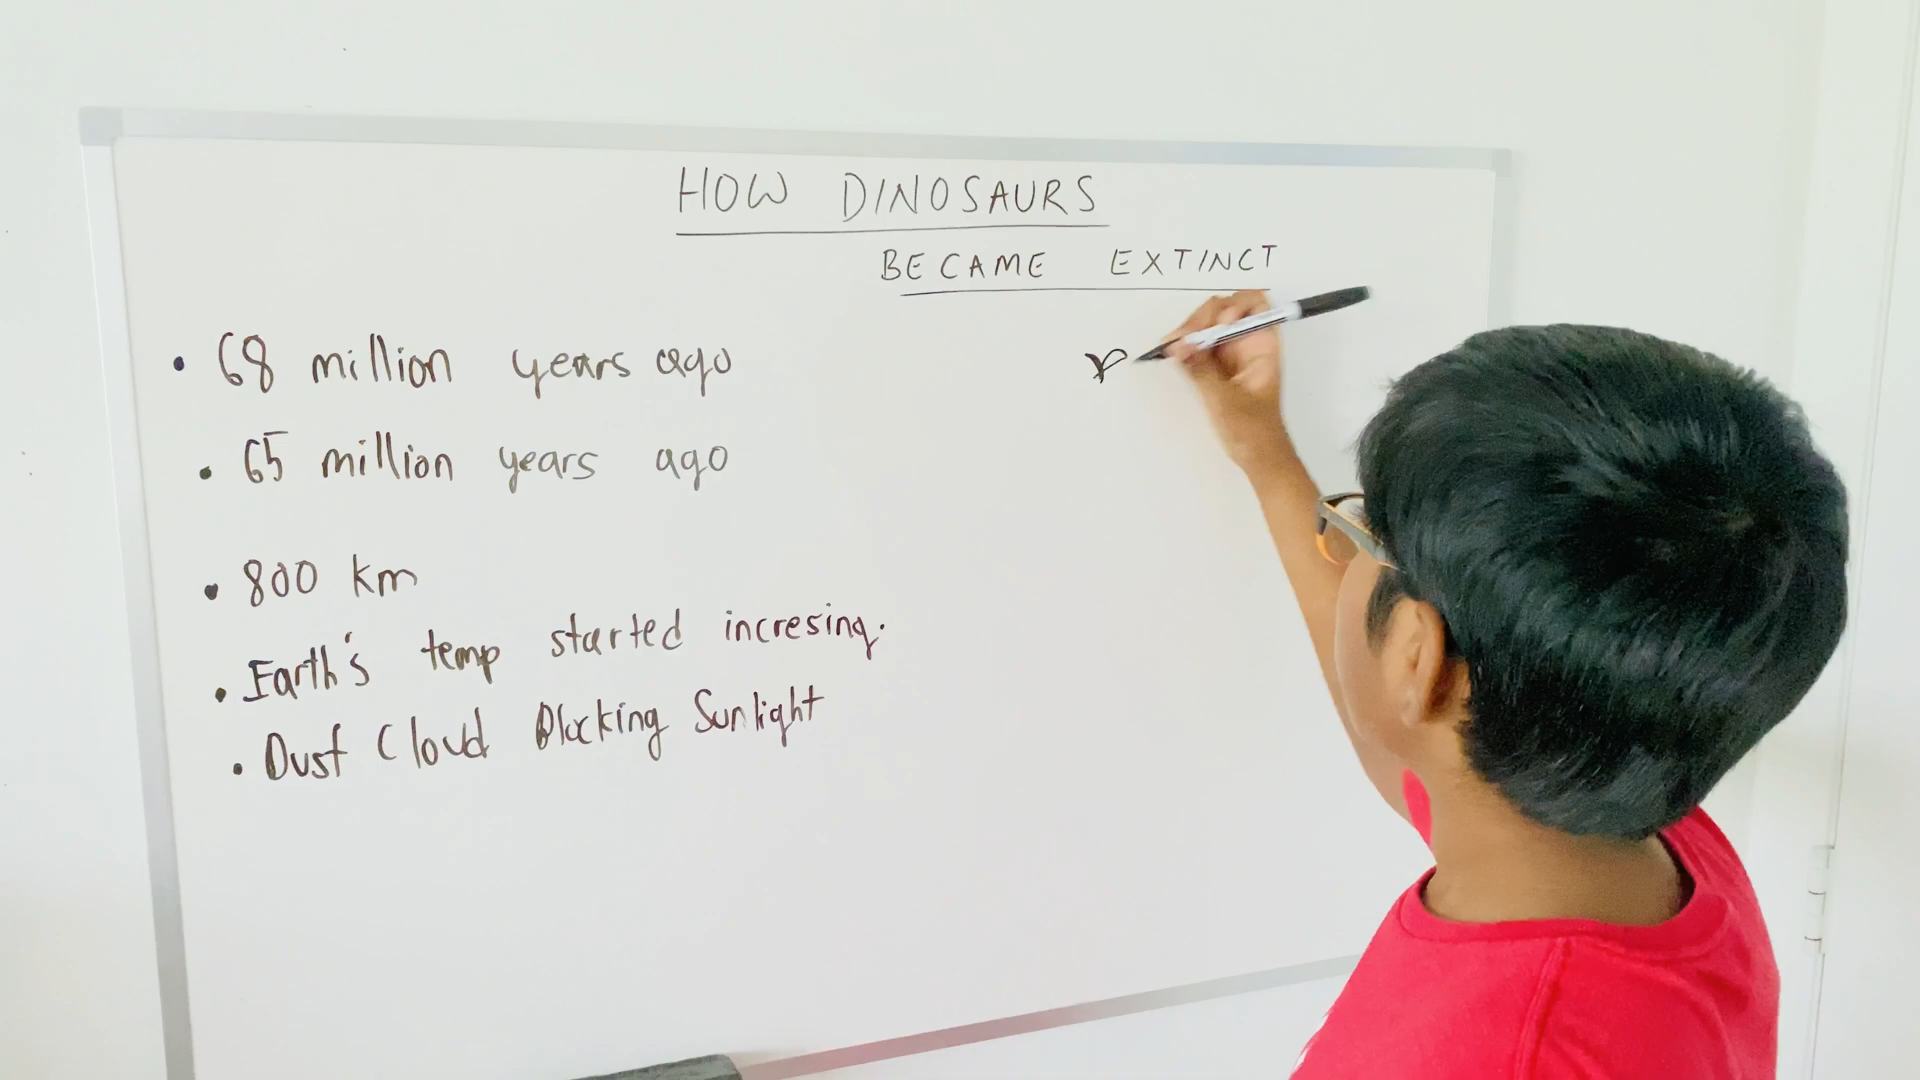 HOW DINOSAURS
BECAME EXTINCT
• 68 million years ago
• 65 million years ago
• 800 km
• Earth's temp started incresing.
• Dust Cloud Blocking Sunlight